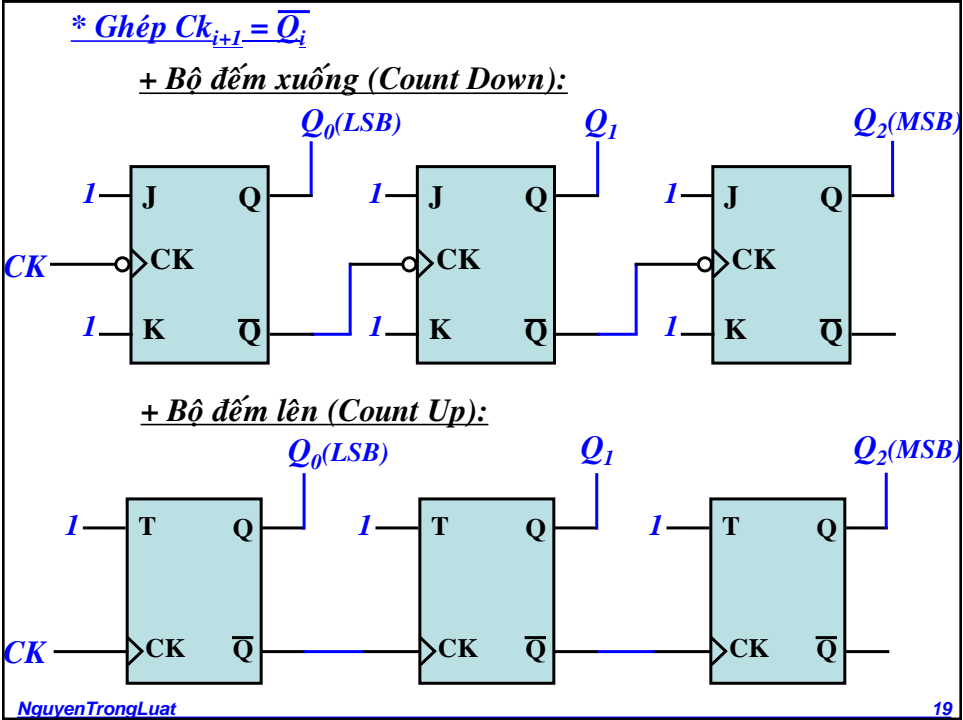 * Ghép Ck_{i+1} = Q̅_i
+ Bộ đếm xuống (Count Down):
Q₀(LSB) Q₁ Q₂(MSB)
1 J Q 1 J Q 1 J Q
CK CK CK CK
1 K Q̅ 1 K Q̅ 1 K Q̅
+ Bộ đếm lên (Count Up):
Q₀(LSB) Q₁ Q₂(MSB)
1 T Q 1 T Q 1 T Q
CK CK Q̅ CK Q̅ CK Q̅
NguyenTrongLuat 19